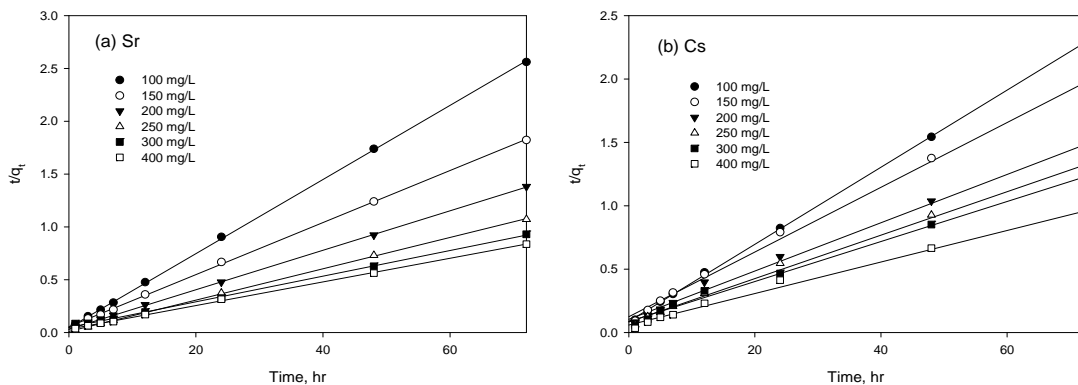 (a) Sr
100 mg/L
150 mg/L
200 mg/L
250 mg/L
300 mg/L
400 mg/L
t/qt
3.0
2.5
2.0
1.5
1.0
0.5
0.0
0 20 40 60
Time, hr
(b) Cs
100 mg/L
150 mg/L
200 mg/L
250 mg/L
300 mg/L
400 mg/L
t/qt
2.5
2.0
1.5
1.0
0.5
0.0
0 20 40 60
Time, hr